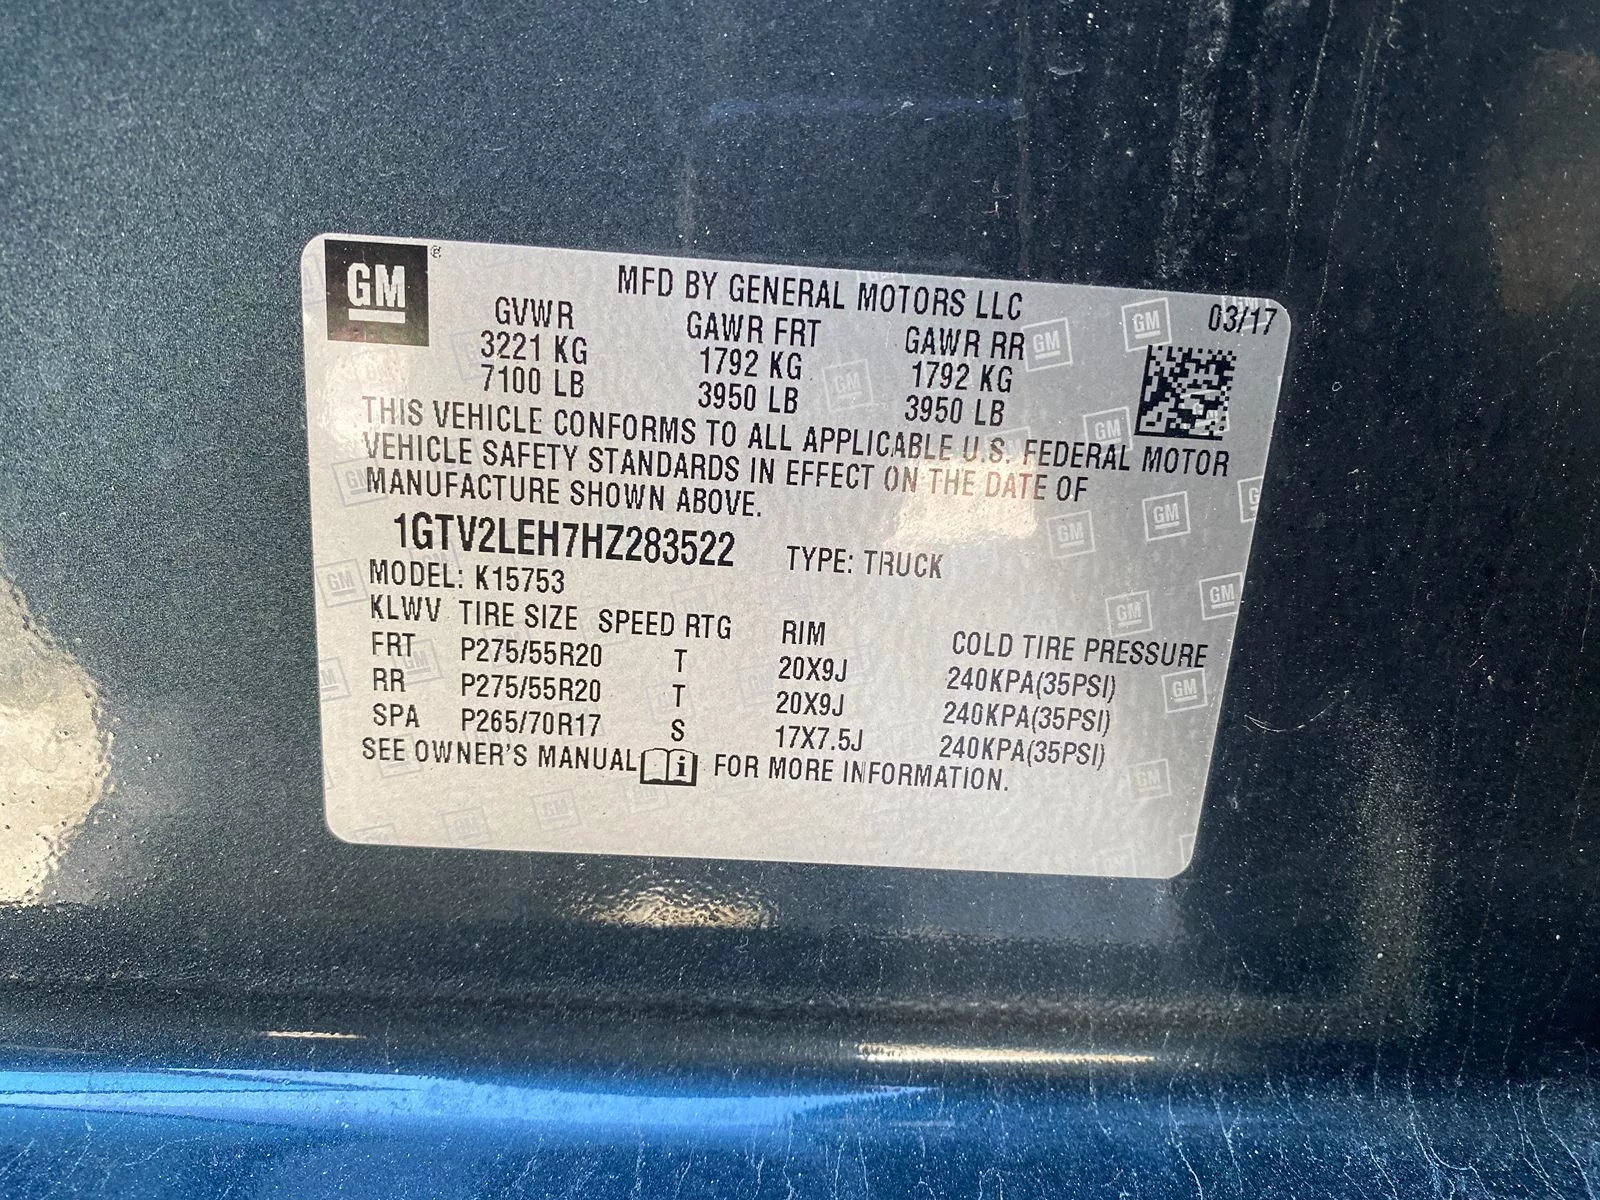 GM ®
MFD BY GENERAL MOTORS LLC 03/17
GVWR GAWR FRT GAWR RR
3221 KG 1792 KG 1792 KG
7100 LB 3950 LB 3950 LB
THIS VEHICLE CONFORMS TO ALL APPLICABLE U.S. FEDERAL MOTOR
VEHICLE SAFETY STANDARDS IN EFFECT ON THE DATE OF
MANUFACTURE SHOWN ABOVE.
1GTV2LEH7HZ283522 TYPE: TRUCK
MODEL: K15753
KLWV TIRE SIZE SPEED RTG RIM COLD TIRE PRESSURE
FRT P275/55R20 T 20X9J 240KPA(35PSI)
RR P275/55R20 T 20X9J 240KPA(35PSI)
SPA P265/70R17 S 17X7.5J 240KPA(35PSI)
SEE OWNER'S MANUAL i FOR MORE INFORMATION.